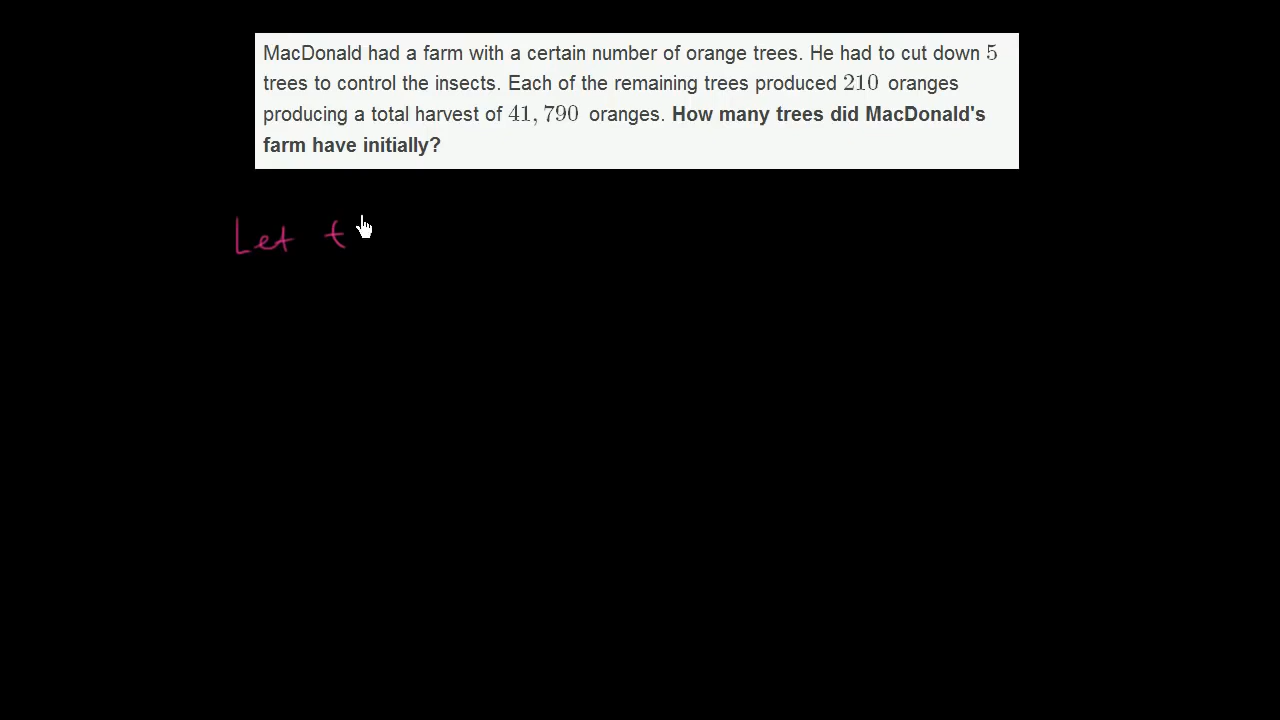 MacDonald had a farm with a certain number of orange trees. He had to cut down 5
trees to control the insects. Each of the remaining trees produced 210 oranges
producing a total harvest of 41,790 oranges. How many trees did MacDonald's
farm have initially?
Let t